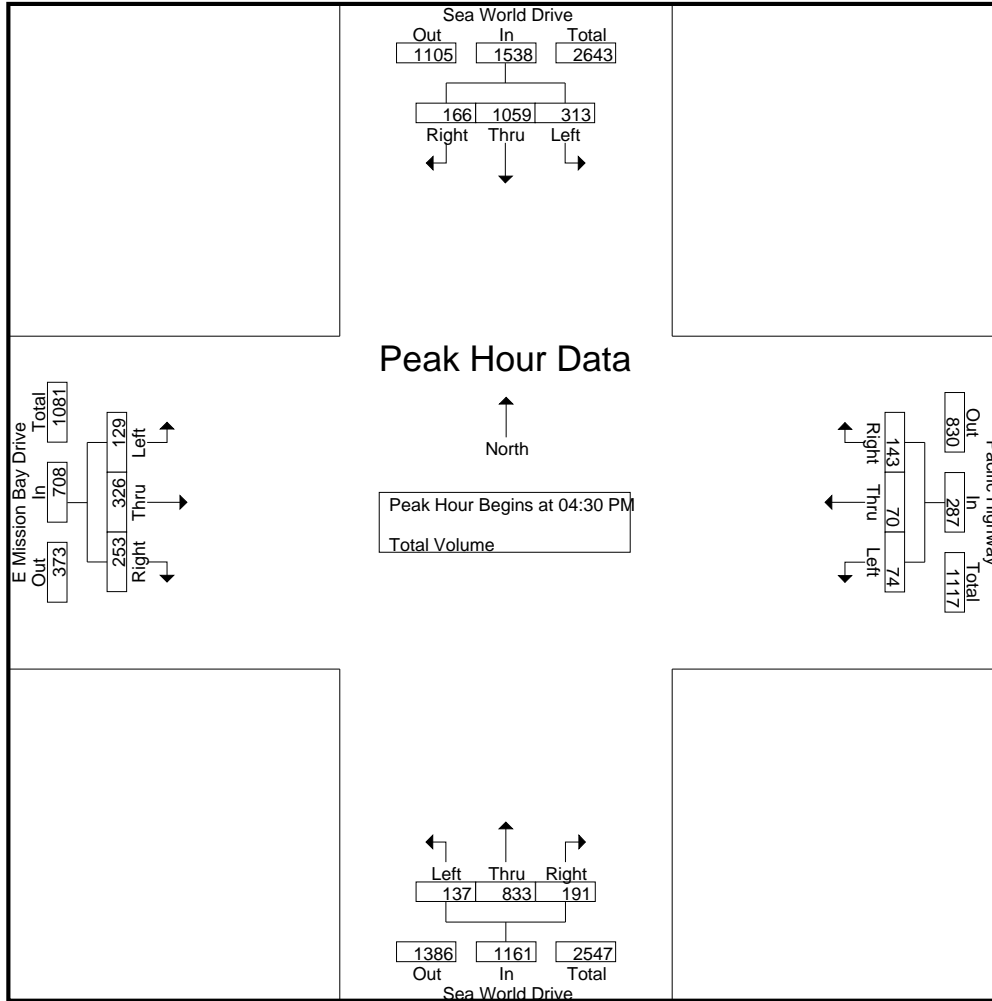 Sea World Drive
Out In Total
1105 1538 2643
166 1059 313
Right Thru Left
Peak Hour Data
North
Peak Hour Begins at 04:30 PM
Total Volume
E Mission Bay Drive
Out In Total
373 708 1081
129 326 253
Left Thru Right
Pacific Highway
Out In Total
830 287 1117
143 70 74
Right Thru Left
Left Thru Right
137 833 191
1386 1161 2547
Out In Total
Sea World Drive